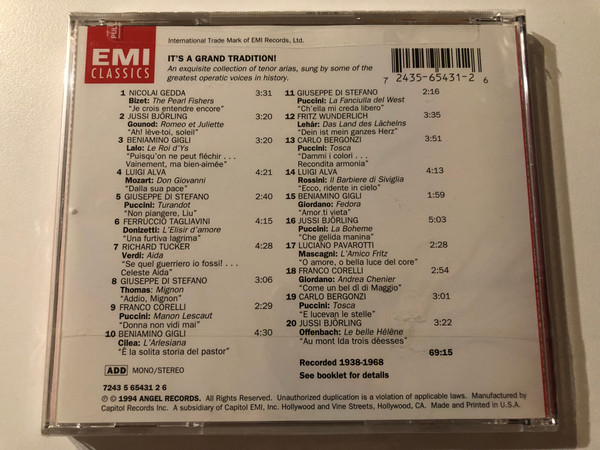 International Trade Mark of EMI Records, Ltd.
EMI
CLASSICS
IT'S A GRAND TRADITION!
An exquisite collection of tenor arias, sung by some of the
greatest operatic voices in history.
7 2435-65431-2 6
1 NICOLAI GEDDA 3:31
Bizet: The Pearl Fishers
"Je crois entendre encore"
2 JUSSI BJÖRLING 3:20
Gounod: Romeo et Juliette
"Ah! lève-toi, soleil"
3 BENIAMINO GIGLI 3:20
Lalo: Le Roi d'Ys
"Puisqu'on ne peut fléchir . . .
Vainement, ma bien-aimée"
4 LUIGI ALVA 4:21
Mozart: Don Giovanni
"Dalla sua pace"
5 GIUSEPPE DI STEFANO 2:40
Puccini: Turandot
"Non piangere, Liu"
6 FERRUCCIO TAGLIAVINI 4:15
Donizetti: L'Elisir d'amore
"Una furtiva lagrima"
7 RICHARD TUCKER 4:28
Verdi: Aida
"Se quel guerriero io fossi! . . .
Celeste Aida"
8 GIUSEPPE DI STEFANO 3:06
Thomas: Mignon
"Addio, Mignon"
9 FRANCO CORELLI 2:29
Puccini: Manon Lescaut
"Donna non vidi mai"
10 BENIAMINO GIGLI 4:30
Cilea: L'Arlesiana
"È la solita storia del pastor"
11 GIUSEPPE DI STEFANO 2:16
Puccini: La Fanciulla del West
"Ch'ella mi creda libero"
12 FRITZ WUNDERLICH 3:35
Lehár: Das Land des Lächelns
"Dein ist mein ganzes Herz"
13 CARLO BERGONZI 3:51
Puccini: Tosca
"Dammi i colori . . .
Recondita armonia"
14 LUIGI ALVA 4:13
Rossini: Il Barbiere di Siviglia
"Ecco, ridente in cielo"
15 BENIAMINO GIGLI 1:59
Giordano: Fedora
"Amor ti vieta"
16 JUSSI BJÖRLING 5:03
Puccini: La Boheme
"Che gelida manina"
17 LUCIANO PAVAROTTI 2:28
Mascagni: L'Amico Fritz
"O amore, o bella luce del core"
18 FRANCO CORELLI 2:54
Giordano: Andrea Chenier
"Come un bel dì di Maggio"
19 CARLO BERGONZI 3:01
Puccini: Tosca
"E lucevan le stelle"
20 JUSSI BJÖRLING 3:22
Offenbach: Le belle Hélène
"Au mont Ida trois déesses"
69:15
Recorded 1938-1968
See booklet for details
ADD MONO/STEREO
7243 5 65431 2 6
℗ © 1994 ANGEL RECORDS. All Rights Reserved. Unauthorized duplication is a violation of applicable laws. Manufactured by
Capitol Records Inc. A subsidiary of Capitol EMI, Inc. Hollywood and Vine Streets, Hollywood, CA. Made and Printed in U.S.A.